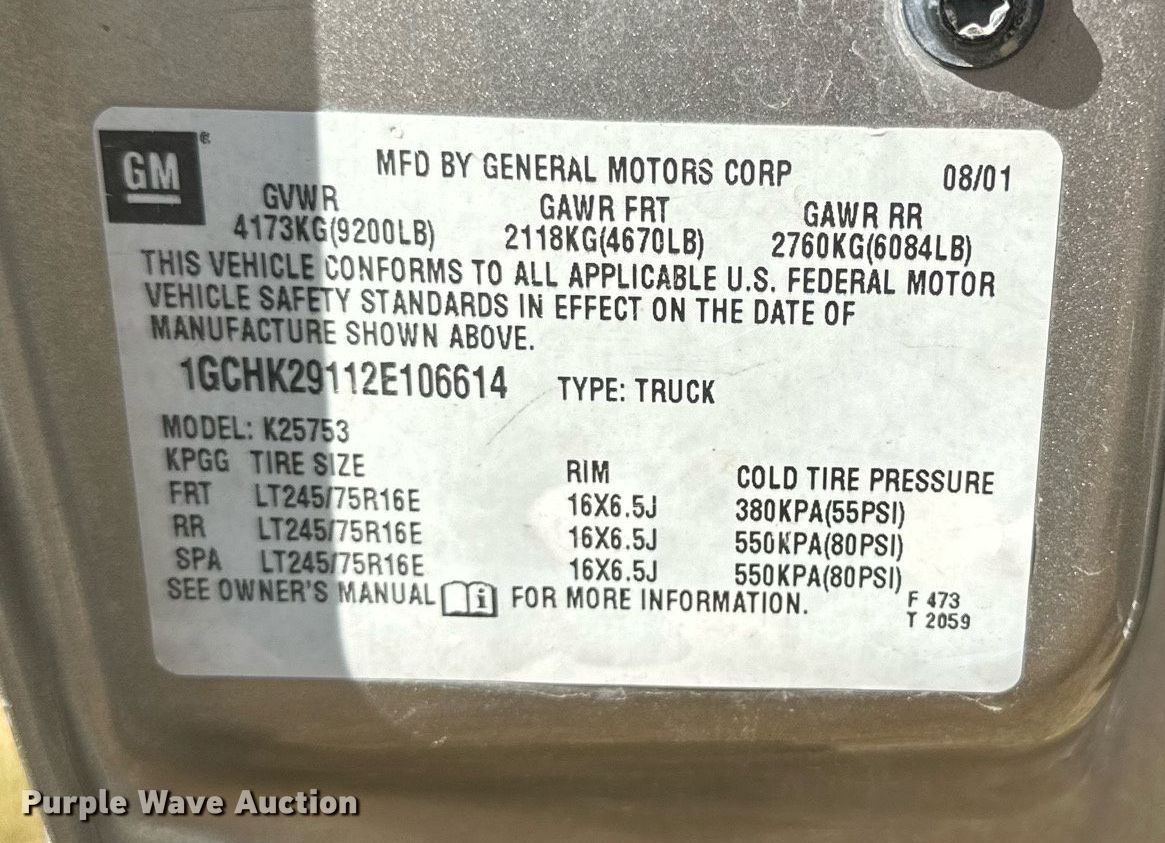 GM
MFD BY GENERAL MOTORS CORP 08/01
GVWR GAWR FRT GAWR RR
4173KG(9200LB) 2118KG(4670LB) 2760KG(6084LB)
THIS VEHICLE CONFORMS TO ALL APPLICABLE U.S. FEDERAL MOTOR
VEHICLE SAFETY STANDARDS IN EFFECT ON THE DATE OF
MANUFACTURE SHOWN ABOVE.
1GCHK29112E106614 TYPE: TRUCK
MODEL: K25753
KPGG TIRE SIZE RIM COLD TIRE PRESSURE
FRT LT245/75R16E 16X6.5J 380KPA(55PSI)
RR LT245/75R16E 16X6.5J 550KPA(80PSI)
SPA LT245/75R16E 16X6.5J 550KPA(80PSI)
SEE OWNER'S MANUAL i FOR MORE INFORMATION.
F 473
T 2059
Purple Wave Auction